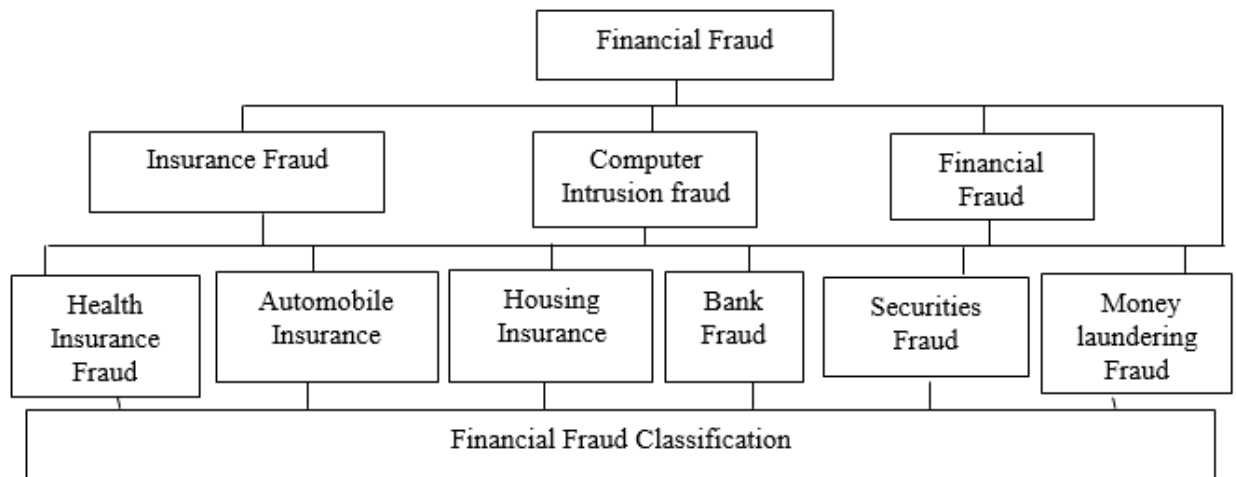 Financial Fraud
Insurance Fraud
Computer
Intrusion fraud
Financial
Fraud
Health
Insurance
Fraud
Automobile
Insurance
Housing
Insurance
Bank
Fraud
Securities
Fraud
Money
laundering
Fraud
Financial Fraud Classification